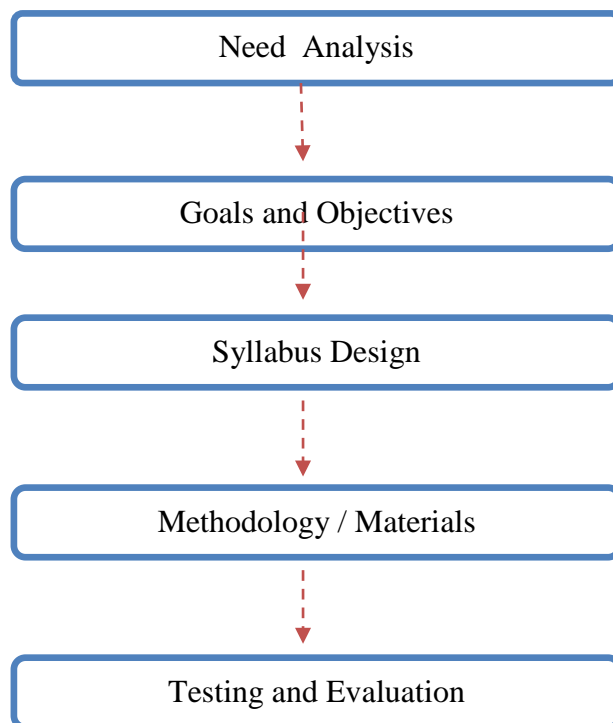 Need  Analysis
Goals and Objectives
Syllabus Design
Methodology / Materials
Testing and Evaluation